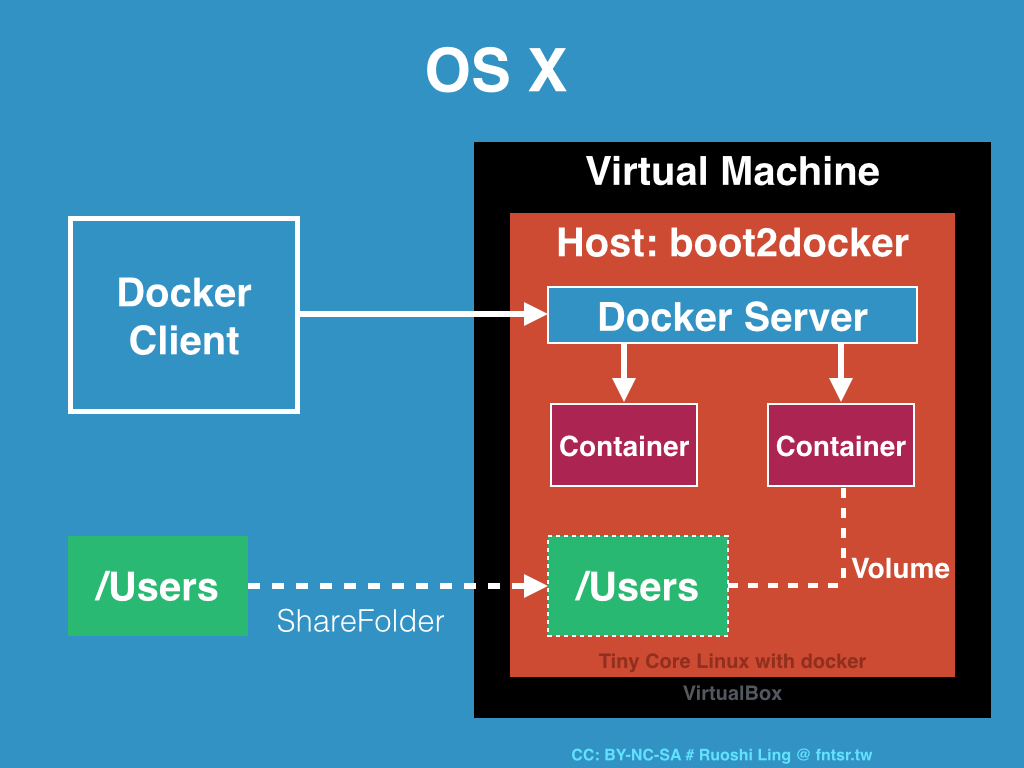 OS X
Virtual Machine
Host: boot2docker
Docker
Client
Docker Server
Container
Container
/Users
ShareFolder
/Users
Volume
Tiny Core Linux with docker
VirtualBox
CC: BY-NC-SA # Ruoshi Ling @ fntsr.tw